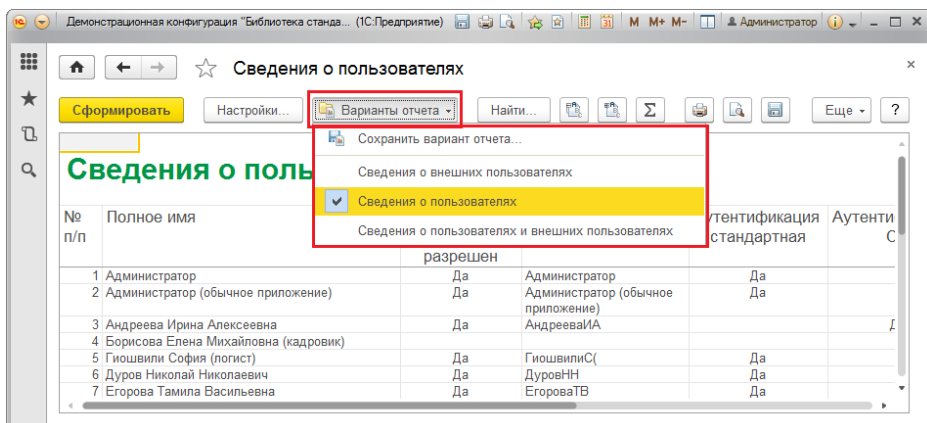 Демонстрационная конфигурация "Библиотека станда... (1С:Предприятие) M M+ M- Администратор
Сведения о пользователях
Сформировать Настройки... Варианты отчета Найти... Σ Еще ?
Сохранить вариант отчета...
Сведения о внешних пользователях
Сведения о пользователях
Сведения о пользователях и внешних пользователях
Сведения о поль
№ п/п Полное имя разрешен стандартная
1 Администратор Да Администратор Да
2 Администратор (обычное приложение) Да Администратор (обычное Да
приложение)
3 Андреева Ирина Алексеевна Да АндрееваИА
4 Борисова Елена Михайловна (кадровик)
5 Гиошвили София (логист) Да ГиошвилиС( Да
6 Дуров Николай Николаевич Да ДуровНН Да
7 Егорова Тамила Васильевна Да ЕгороваТВ Да